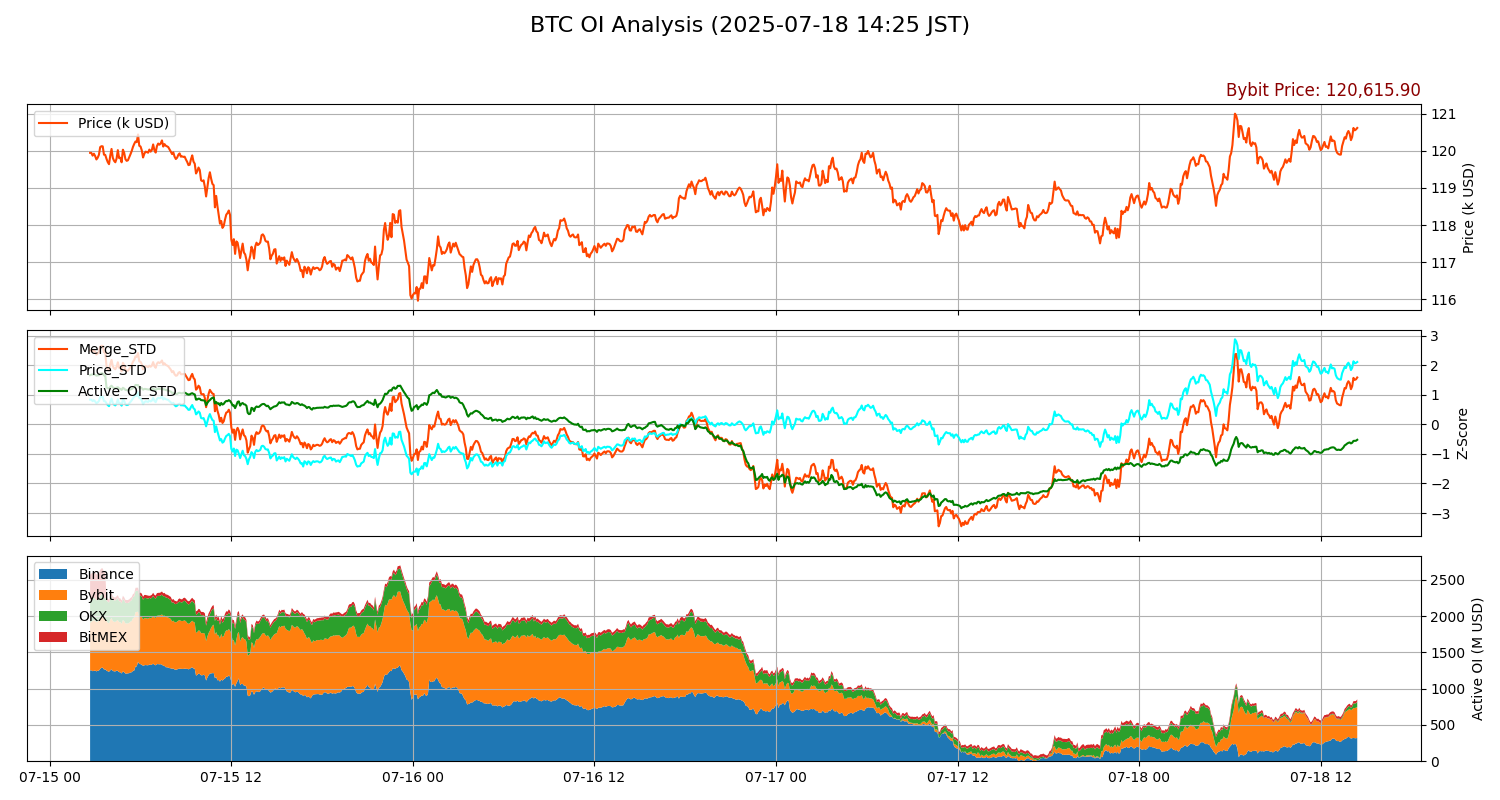 BTC OI Analysis (2025-07-18 14:25 JST)
Bybit Price: 120,615.90
Price (k USD)
121
120
119
118
117
116
Price (k USD)
Merge_STD
Price_STD
Active_OI_STD
3
2
1
0
−1
−2
−3
Z-Score
Binance
Bybit
OKX
BitMEX
2500
2000
1500
1000
500
0
Active OI (M USD)
07-15 00
07-15 12
07-16 00
07-16 12
07-17 00
07-17 12
07-18 00
07-18 12